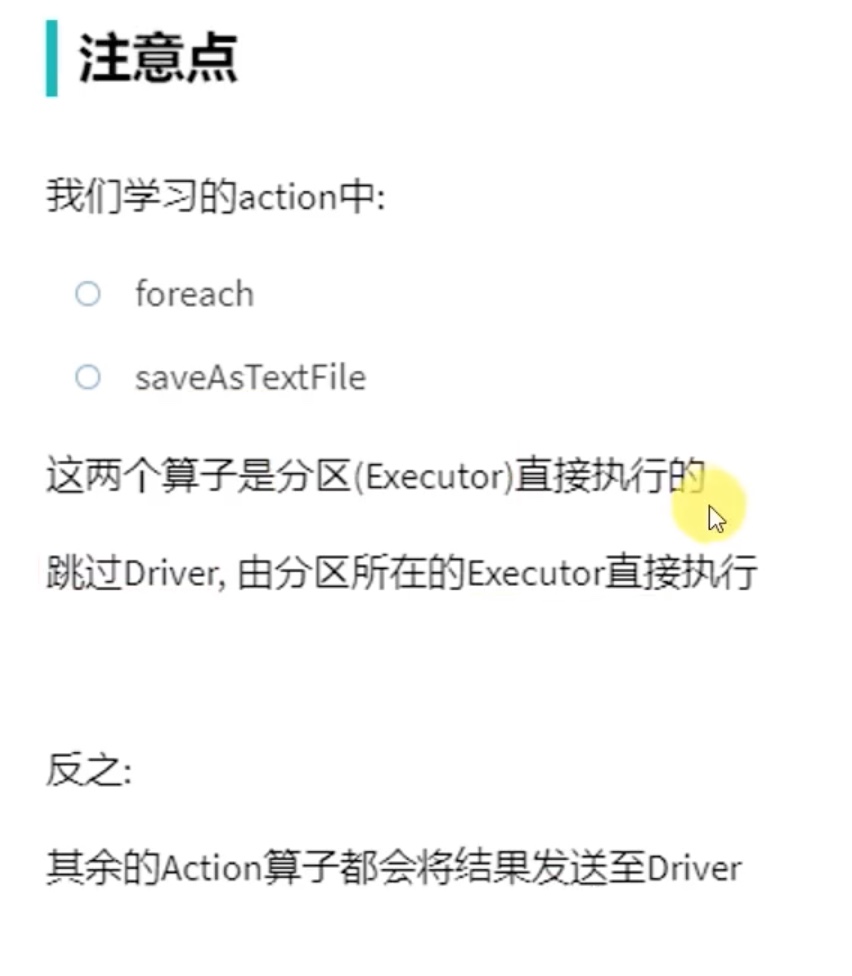 注意点
我们学习的action中:
foreach
saveAsTextFile
这两个算子是分区(Executor)直接执行的
跳过Driver, 由分区所在的Executor直接执行
反之:
其余的Action算子都会将结果发送至Driver